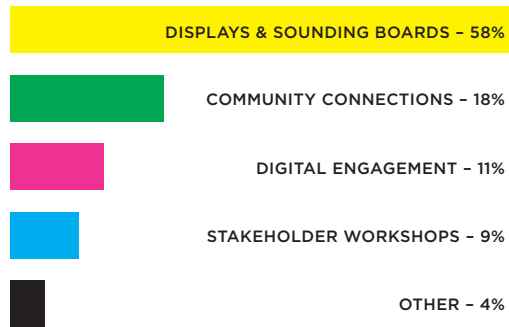 DISPLAYS & SOUNDING BOARDS – 58%
COMMUNITY CONNECTIONS – 18%
DIGITAL ENGAGEMENT – 11%
STAKEHOLDER WORKSHOPS – 9%
OTHER – 4%